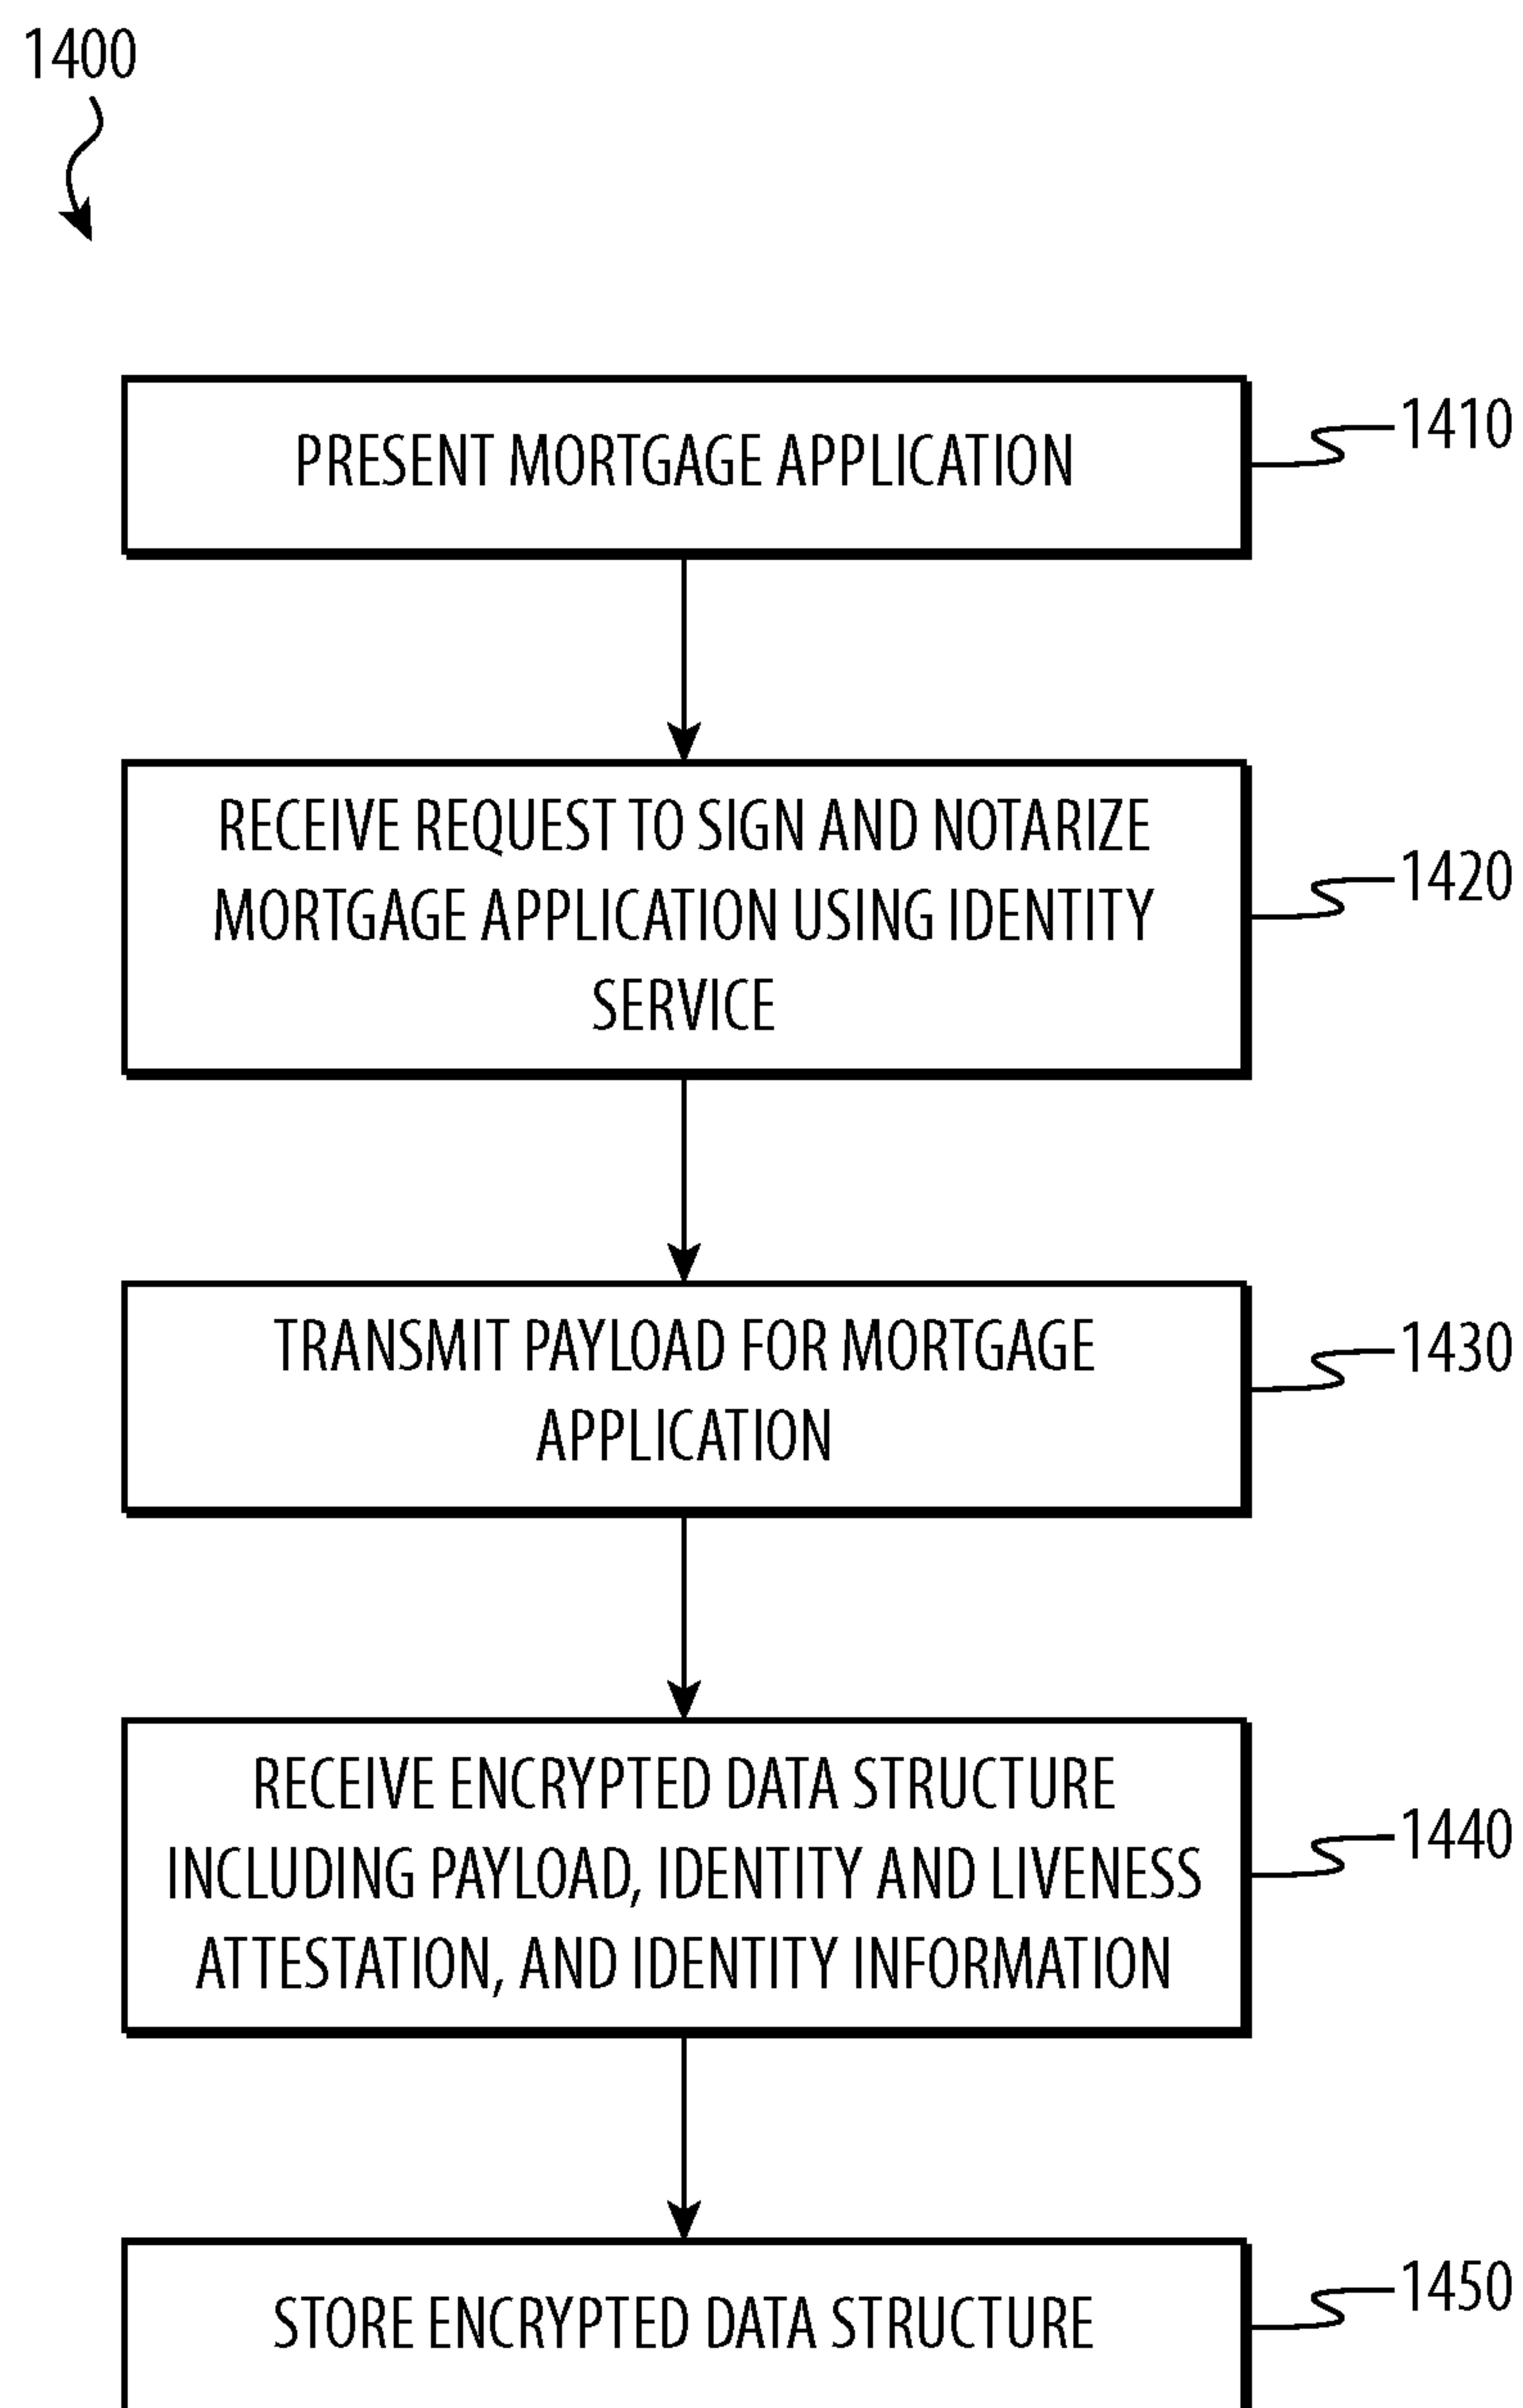 1400
PRESENT MORTGAGE APPLICATION
1410
RECEIVE REQUEST TO SIGN AND NOTARIZE
MORTGAGE APPLICATION USING IDENTITY
SERVICE
1420
TRANSMIT PAYLOAD FOR MORTGAGE
APPLICATION
1430
RECEIVE ENCRYPTED DATA STRUCTURE
INCLUDING PAYLOAD, IDENTITY AND LIVENESS
ATTESTATION, AND IDENTITY INFORMATION
1440
STORE ENCRYPTED DATA STRUCTURE
1450